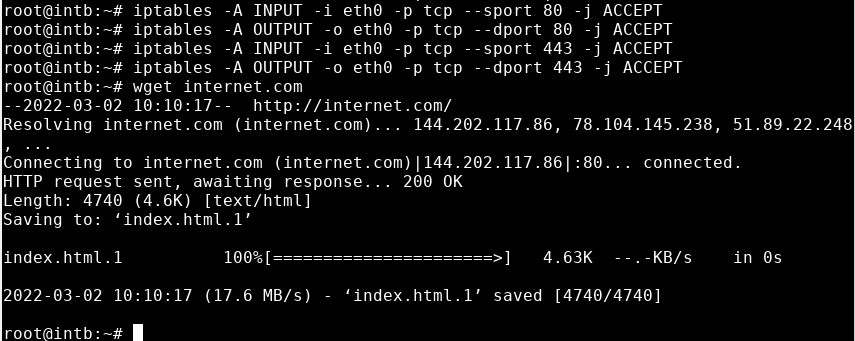 root@intb:~# iptables -A INPUT -i eth0 -p tcp --sport 80 -j ACCEPT
root@intb:~# iptables -A OUTPUT -o eth0 -p tcp --dport 80 -j ACCEPT
root@intb:~# iptables -A INPUT -i eth0 -p tcp --sport 443 -j ACCEPT
root@intb:~# iptables -A OUTPUT -o eth0 -p tcp --dport 443 -j ACCEPT
root@intb:~# wget internet.com
--2022-03-02 10:10:17--  http://internet.com/
Resolving internet.com (internet.com)... 144.202.117.86, 78.104.145.238, 51.89.22.248
, ...
Connecting to internet.com (internet.com)|144.202.117.86|:80... connected.
HTTP request sent, awaiting response... 200 OK
Length: 4740 (4.6K) [text/html]
Saving to: ‘index.html.1’
index.html.1          100%[======================>]   4.63K  --.-KB/s    in 0s
2022-03-02 10:10:17 (17.6 MB/s) - ‘index.html.1’ saved [4740/4740]
root@intb:~#